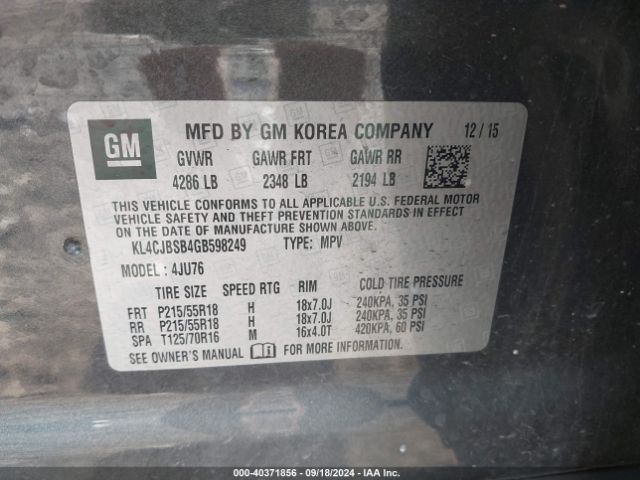 GM
MFD BY GM KOREA COMPANY 12 / 15
GVWR GAWR FRT GAWR RR
4286 LB 2348 LB 2194 LB
THIS VEHICLE CONFORMS TO ALL APPLICABLE U.S. FEDERAL MOTOR
VEHICLE SAFETY AND THEFT PREVENTION STANDARDS IN EFFECT
ON THE DATE OF MANUFACTURE SHOWN ABOVE.
KL4CJBSB4GB598249 TYPE: MPV
MODEL : 4JU76
TIRE SIZE SPEED RTG RIM COLD TIRE PRESSURE
FRT P215/55R18 H 18x7.0J 240KPA, 35 PSI
RR P215/55R18 H 18x7.0J 240KPA, 35 PSI
SPA T125/70R16 M 16x4.0T 420KPA, 60 PSI
SEE OWNER'S MANUAL FOR MORE INFORMATION.
000-40371856 - 09/18/2024 - IAAI.com